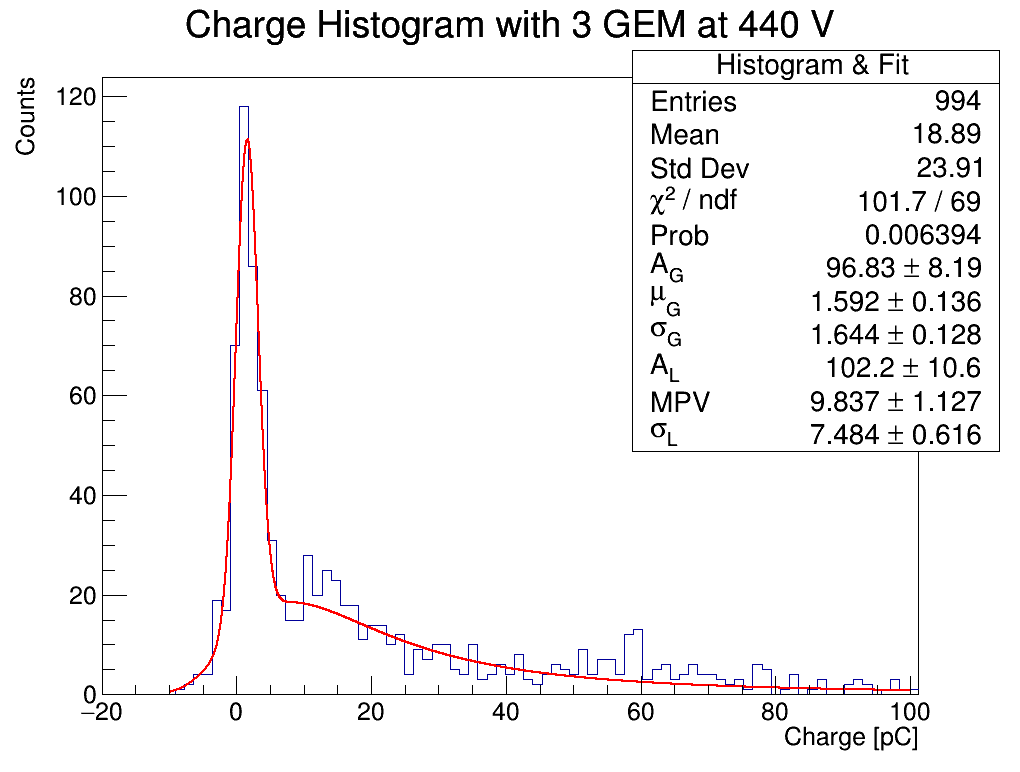 Charge Histogram with 3 GEM at 440 V
Counts
Histogram & Fit
Entries 994
Mean 18.89
Std Dev 23.91
χ² / ndf 101.7 / 69
Prob 0.006394
A_G 96.83 ± 8.19
μ_G 1.592 ± 0.136
σ_G 1.644 ± 0.128
A_L 102.2 ± 10.6
MPV 9.837 ± 1.127
σ_L 7.484 ± 0.616
120
100
80
60
40
20
0
−20 0 20 40 60 80 100
Charge [pC]